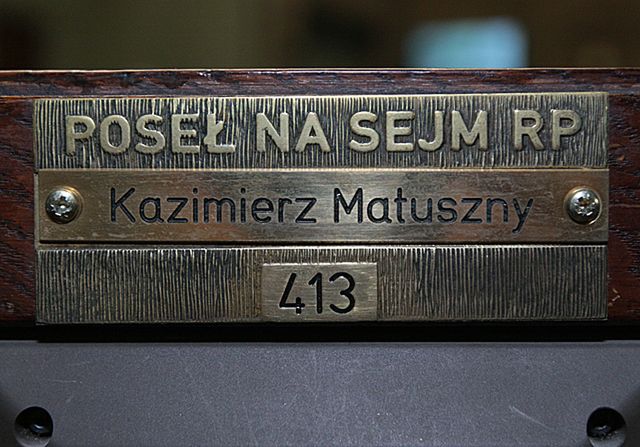 POSEŁ NA SEJM RP
Kazimierz Matuszny
413